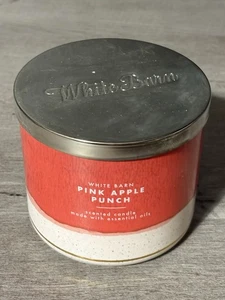 White Barn
WHITE BARN
PINK APPLE
PUNCH
scented candle
made with essential oils